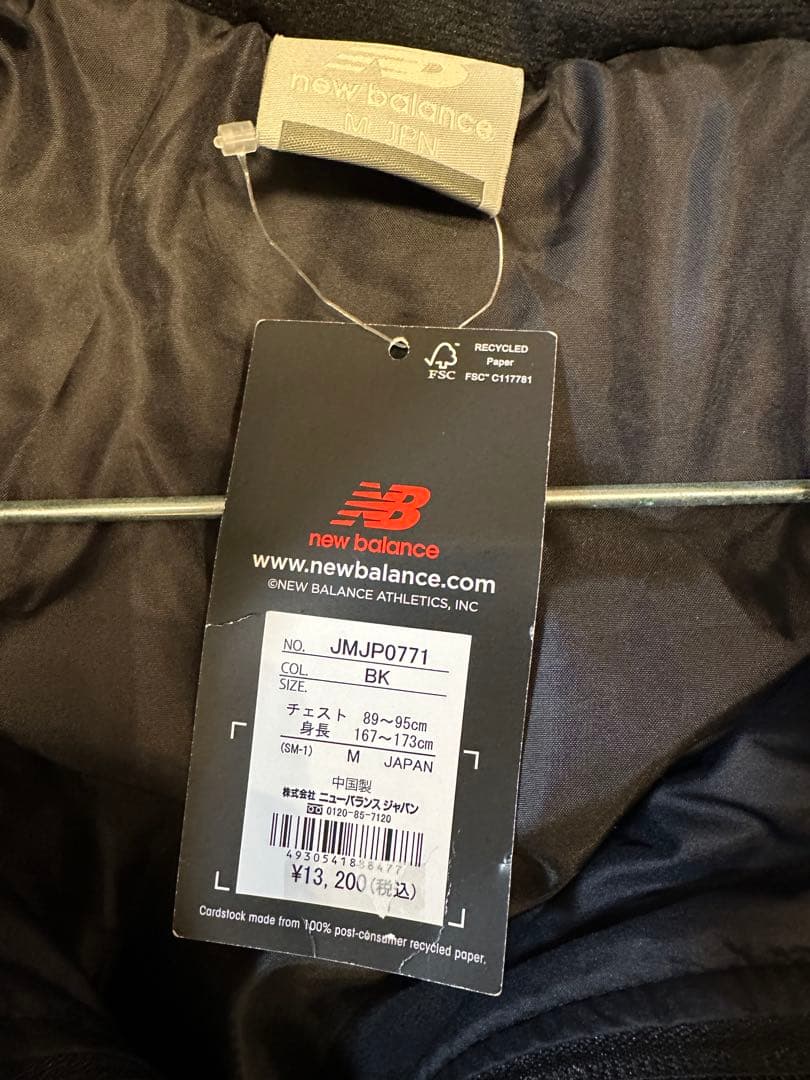 new balance
M JPN
FSC
RECYCLED
Paper
FSC™ C117781
NB
new balance
www.newbalance.com
©NEW BALANCE ATHLETICS, INC
NO. JMJP0771
COL. BK
SIZE.
チェスト 89~95cm
身長 167~173cm
(SM-1) M JAPAN
中国製
株式会社 ニューバランス ジャパン
0120-85-7120
4930541888477
¥13,200(税込)
Cardstock made from 100% post-consumer recycled paper.